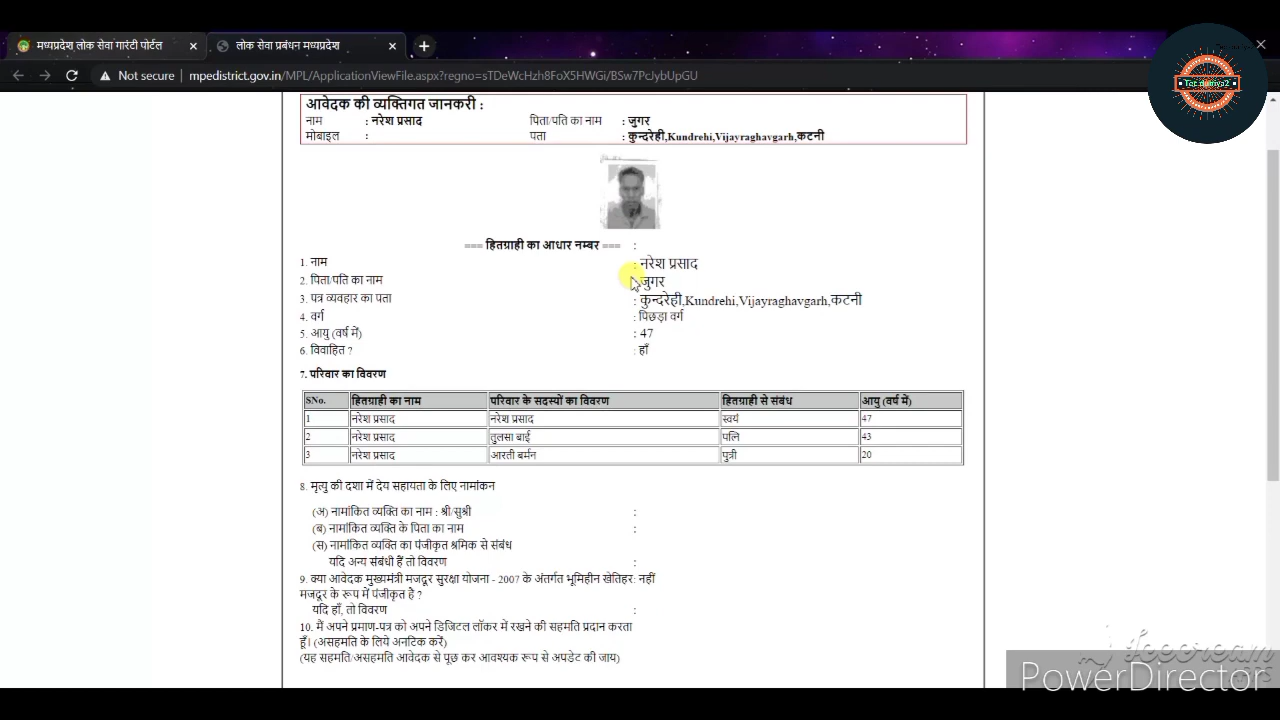 मध्यप्रदेश लोक सेवा गारंटी पोर्टल
लोक सेवा प्रबंधन मध्यप्रदेश
Not secure | mpedistrict.gov.in/MPL/ApplicationViewFile.aspx?regno=sTDeWcHzh8FoX5HWGi/BSw7PcJybUpGU
Tec dunya2
आवेदक की व्यक्तिगत जानकरी :
नाम : नरेश प्रसाद पिता/पति का नाम : जुगर
मोबाइल : पता : कुन्दरेही,Kundrehi,Vijayraghavgarh,कटनी
=== हितग्राही का आधार नम्बर === :
1. नाम : नरेश प्रसाद
2. पिता/पति का नाम : जुगर
3. पत्र व्यवहार का पता : कुन्दरेही,Kundrehi,Vijayraghavgarh,कटनी
4. वर्ग : पिछड़ा वर्ग
5. आयु (वर्ष में) : 47
6. विवाहित ? : हाँ
7. परिवार का विवरण
SNo. हितग्राही का नाम परिवार के सदस्यों का विवरण हितग्राही से संबंध आयु (वर्ष में)
1 नरेश प्रसाद नरेश प्रसाद स्वयं 47
2 नरेश प्रसाद तुलसा बाई पत्नि 43
3 नरेश प्रसाद आरती बर्मन पुत्री 20
8. मृत्यु की दशा में देय सहायता के लिए नामांकन
(अ) नामांकित व्यक्ति का नाम : श्री/सुश्री :
(ब) नामांकित व्यक्ति के पिता का नाम :
(स) नामांकित व्यक्ति का पंजीकृत श्रमिक से संबंध
यदि अन्य संबंधी हैं तो विवरण :
9. क्या आवेदक मुख्यमंत्री मजदूर सुरक्षा योजना - 2007 के अंतर्गत भूमिहीन खेतिहर: नहीं
मजदूर के रूप में पंजीकृत है ?
यदि हाँ, तो विवरण :
10. मैं अपने प्रमाण-पत्र को अपने डिजिटल लॉकर में रखने की सहमति प्रदान करता
हूँ। (असहमति के लिये अनटिक करें)
(यह सहमति/असहमति आवेदक से पूछ कर आवश्यक रूप से अपडेट की जाय)
PowerDirector